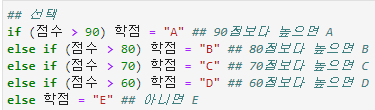 ## 선택
if (점수 > 90) 학점 = "A" ## 90점보다 높으면 A
else if (점수 > 80) 학점 = "B" ## 80점보다 높으면 B
else if (점수 > 70) 학점 = "C" ## 70점보다 높으면 C
else if (점수 > 60) 학점 = "D" ## 60점보다 높으면 D
else 학점 = "E" ## 아니면 E